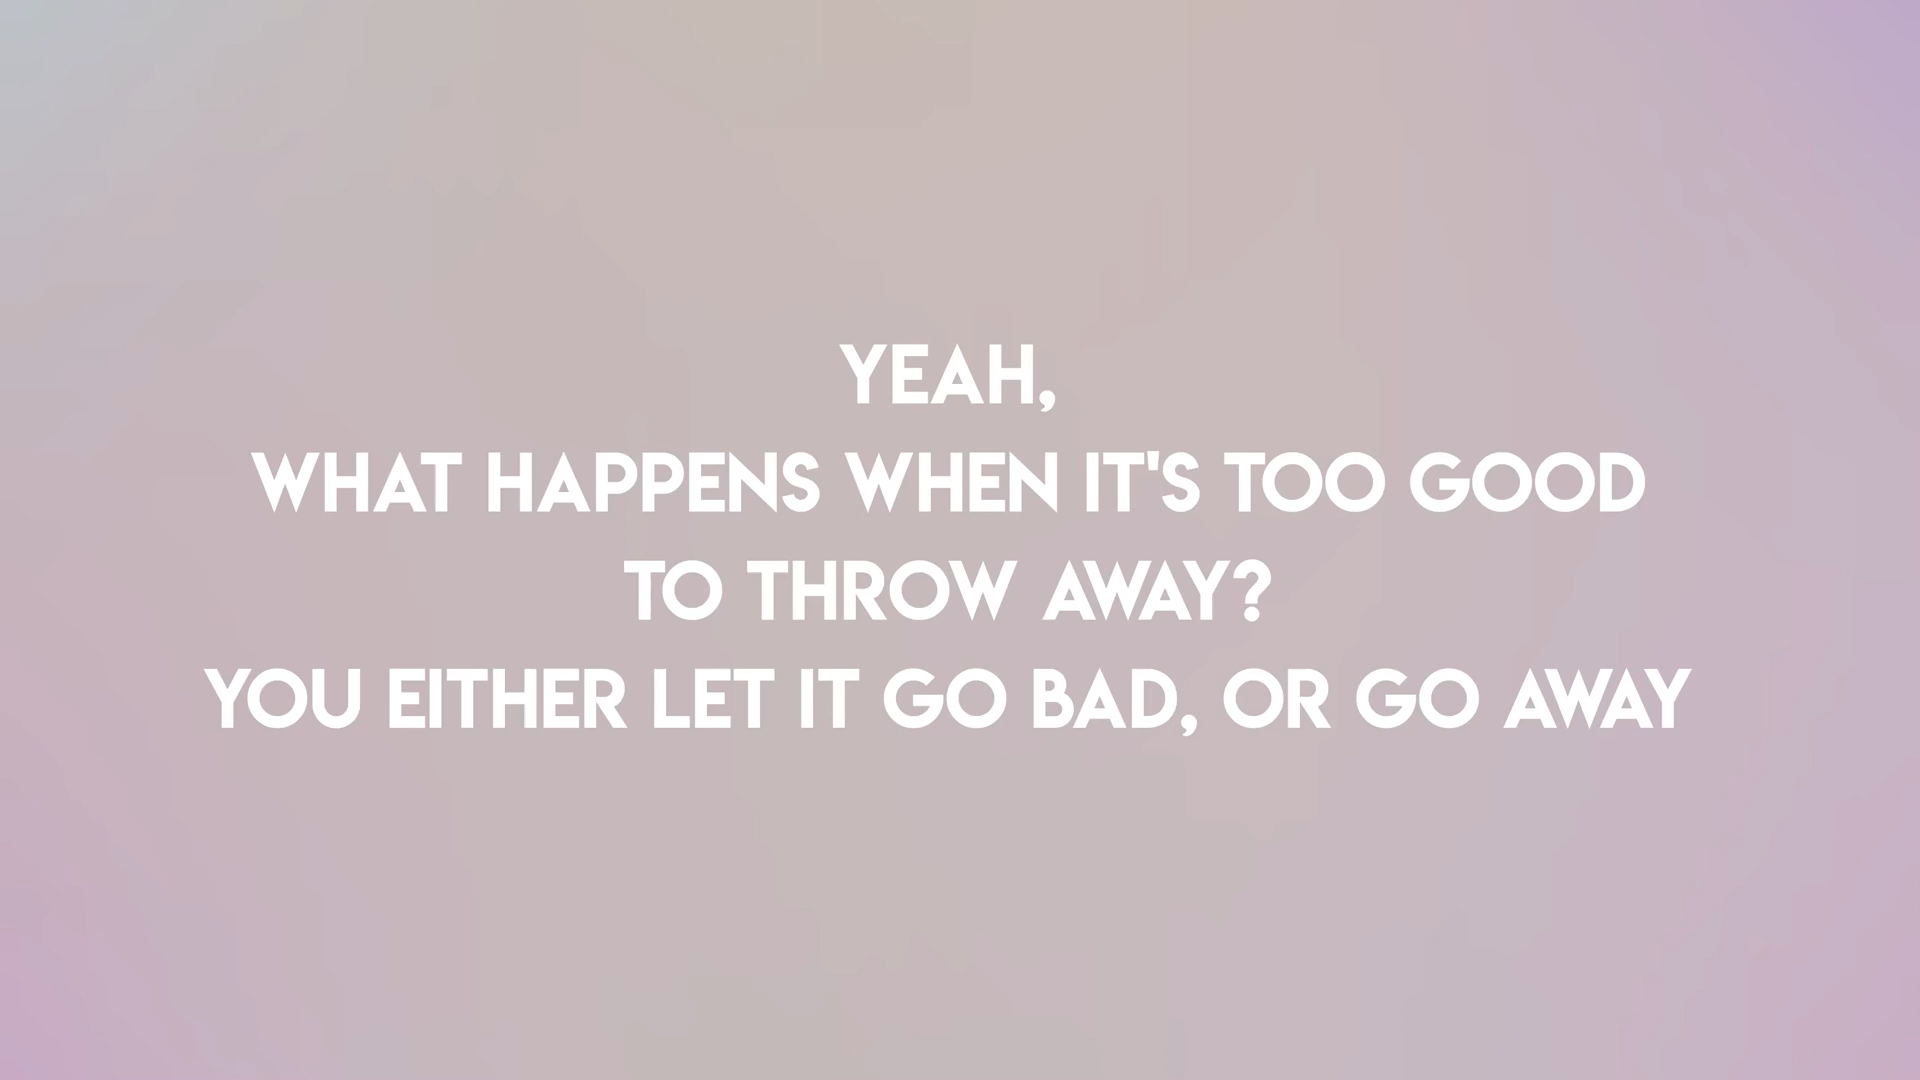 YEAH,
WHAT HAPPENS WHEN IT'S TOO GOOD
TO THROW AWAY?
YOU EITHER LET IT GO BAD, OR GO AWAY